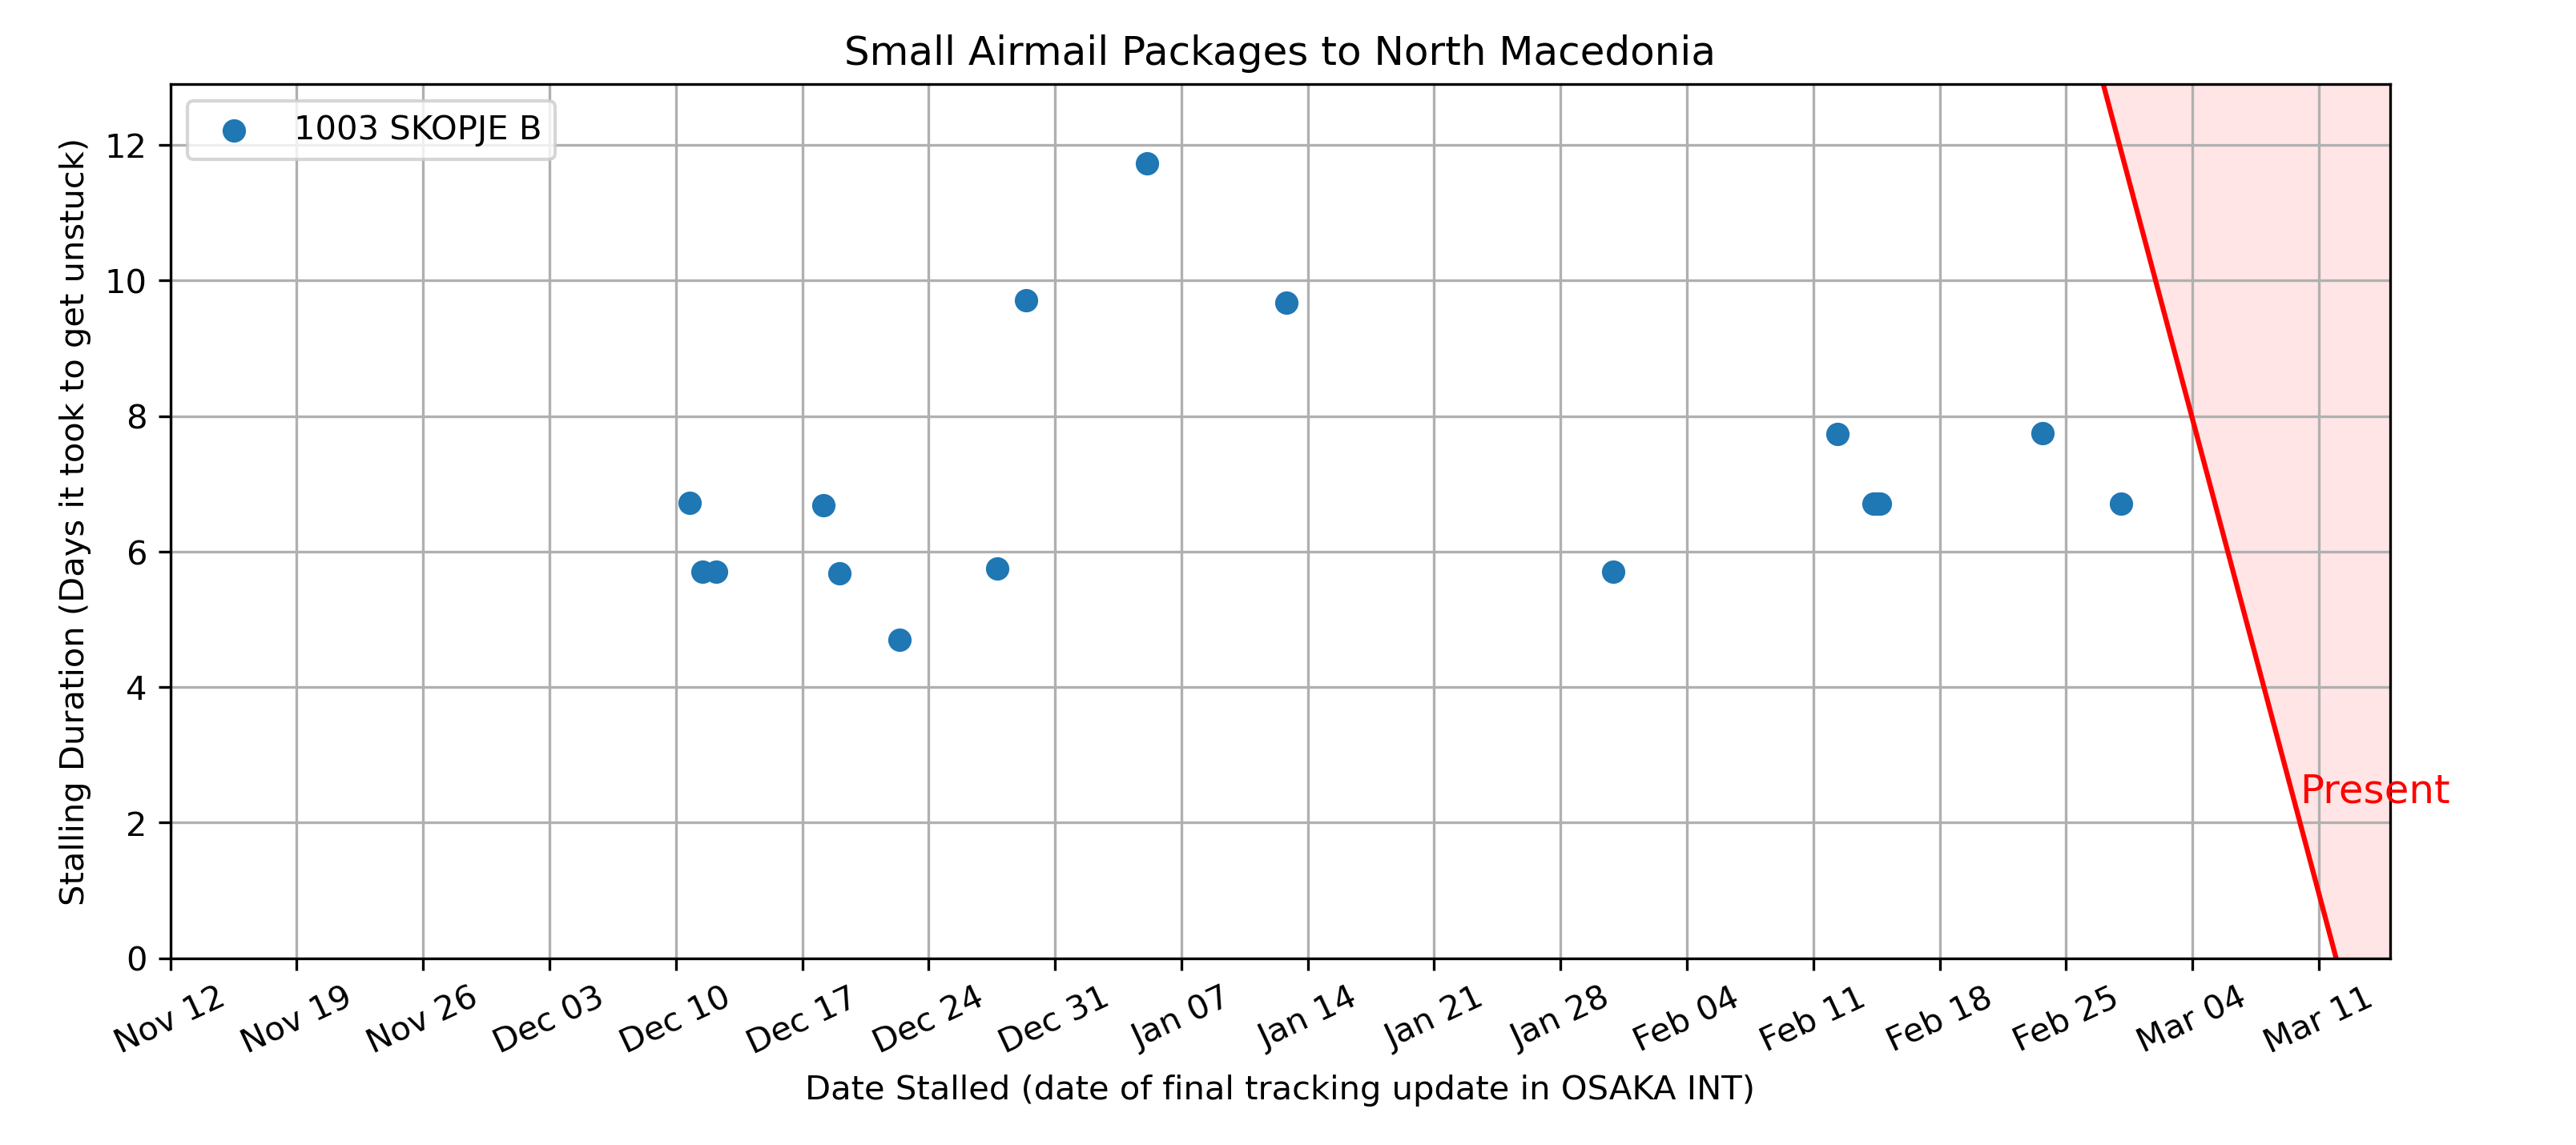 Small Airmail Packages to North Macedonia
1003 SKOPJE B
Stalling Duration (Days it took to get unstuck)
12
10
8
6
4
2
0
Present
Nov 12
Nov 19
Nov 26
Dec 03
Dec 10
Dec 17
Dec 24
Dec 31
Jan 07
Jan 14
Jan 21
Jan 28
Feb 04
Feb 11
Feb 18
Feb 25
Mar 04
Mar 11
Date Stalled (date of final tracking update in OSAKA INT)